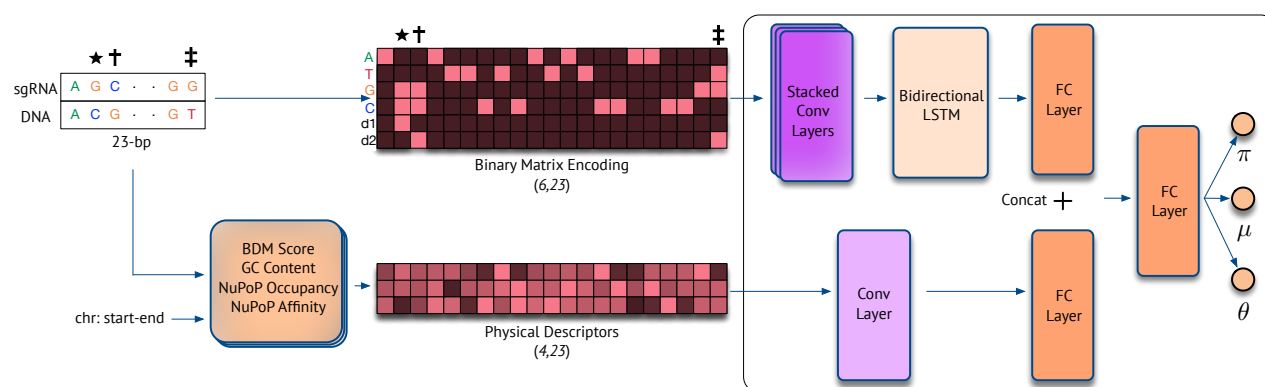 ★ † ‡
sgRNA A G C · · G G
DNA A C G · · G T
23-bp
★ † ‡
A
T
G
C
d1
d2
Binary Matrix Encoding
(6,23)
Stacked
Conv
Layers
Bidirectional
LSTM
FC
Layer
BDM Score
GC Content
NuPoP Occupancy
NuPoP Affinity
chr: start-end
Physical Descriptors
(4,23)
Conv
Layer
FC
Layer
Concat +
FC
Layer
π
μ
θ